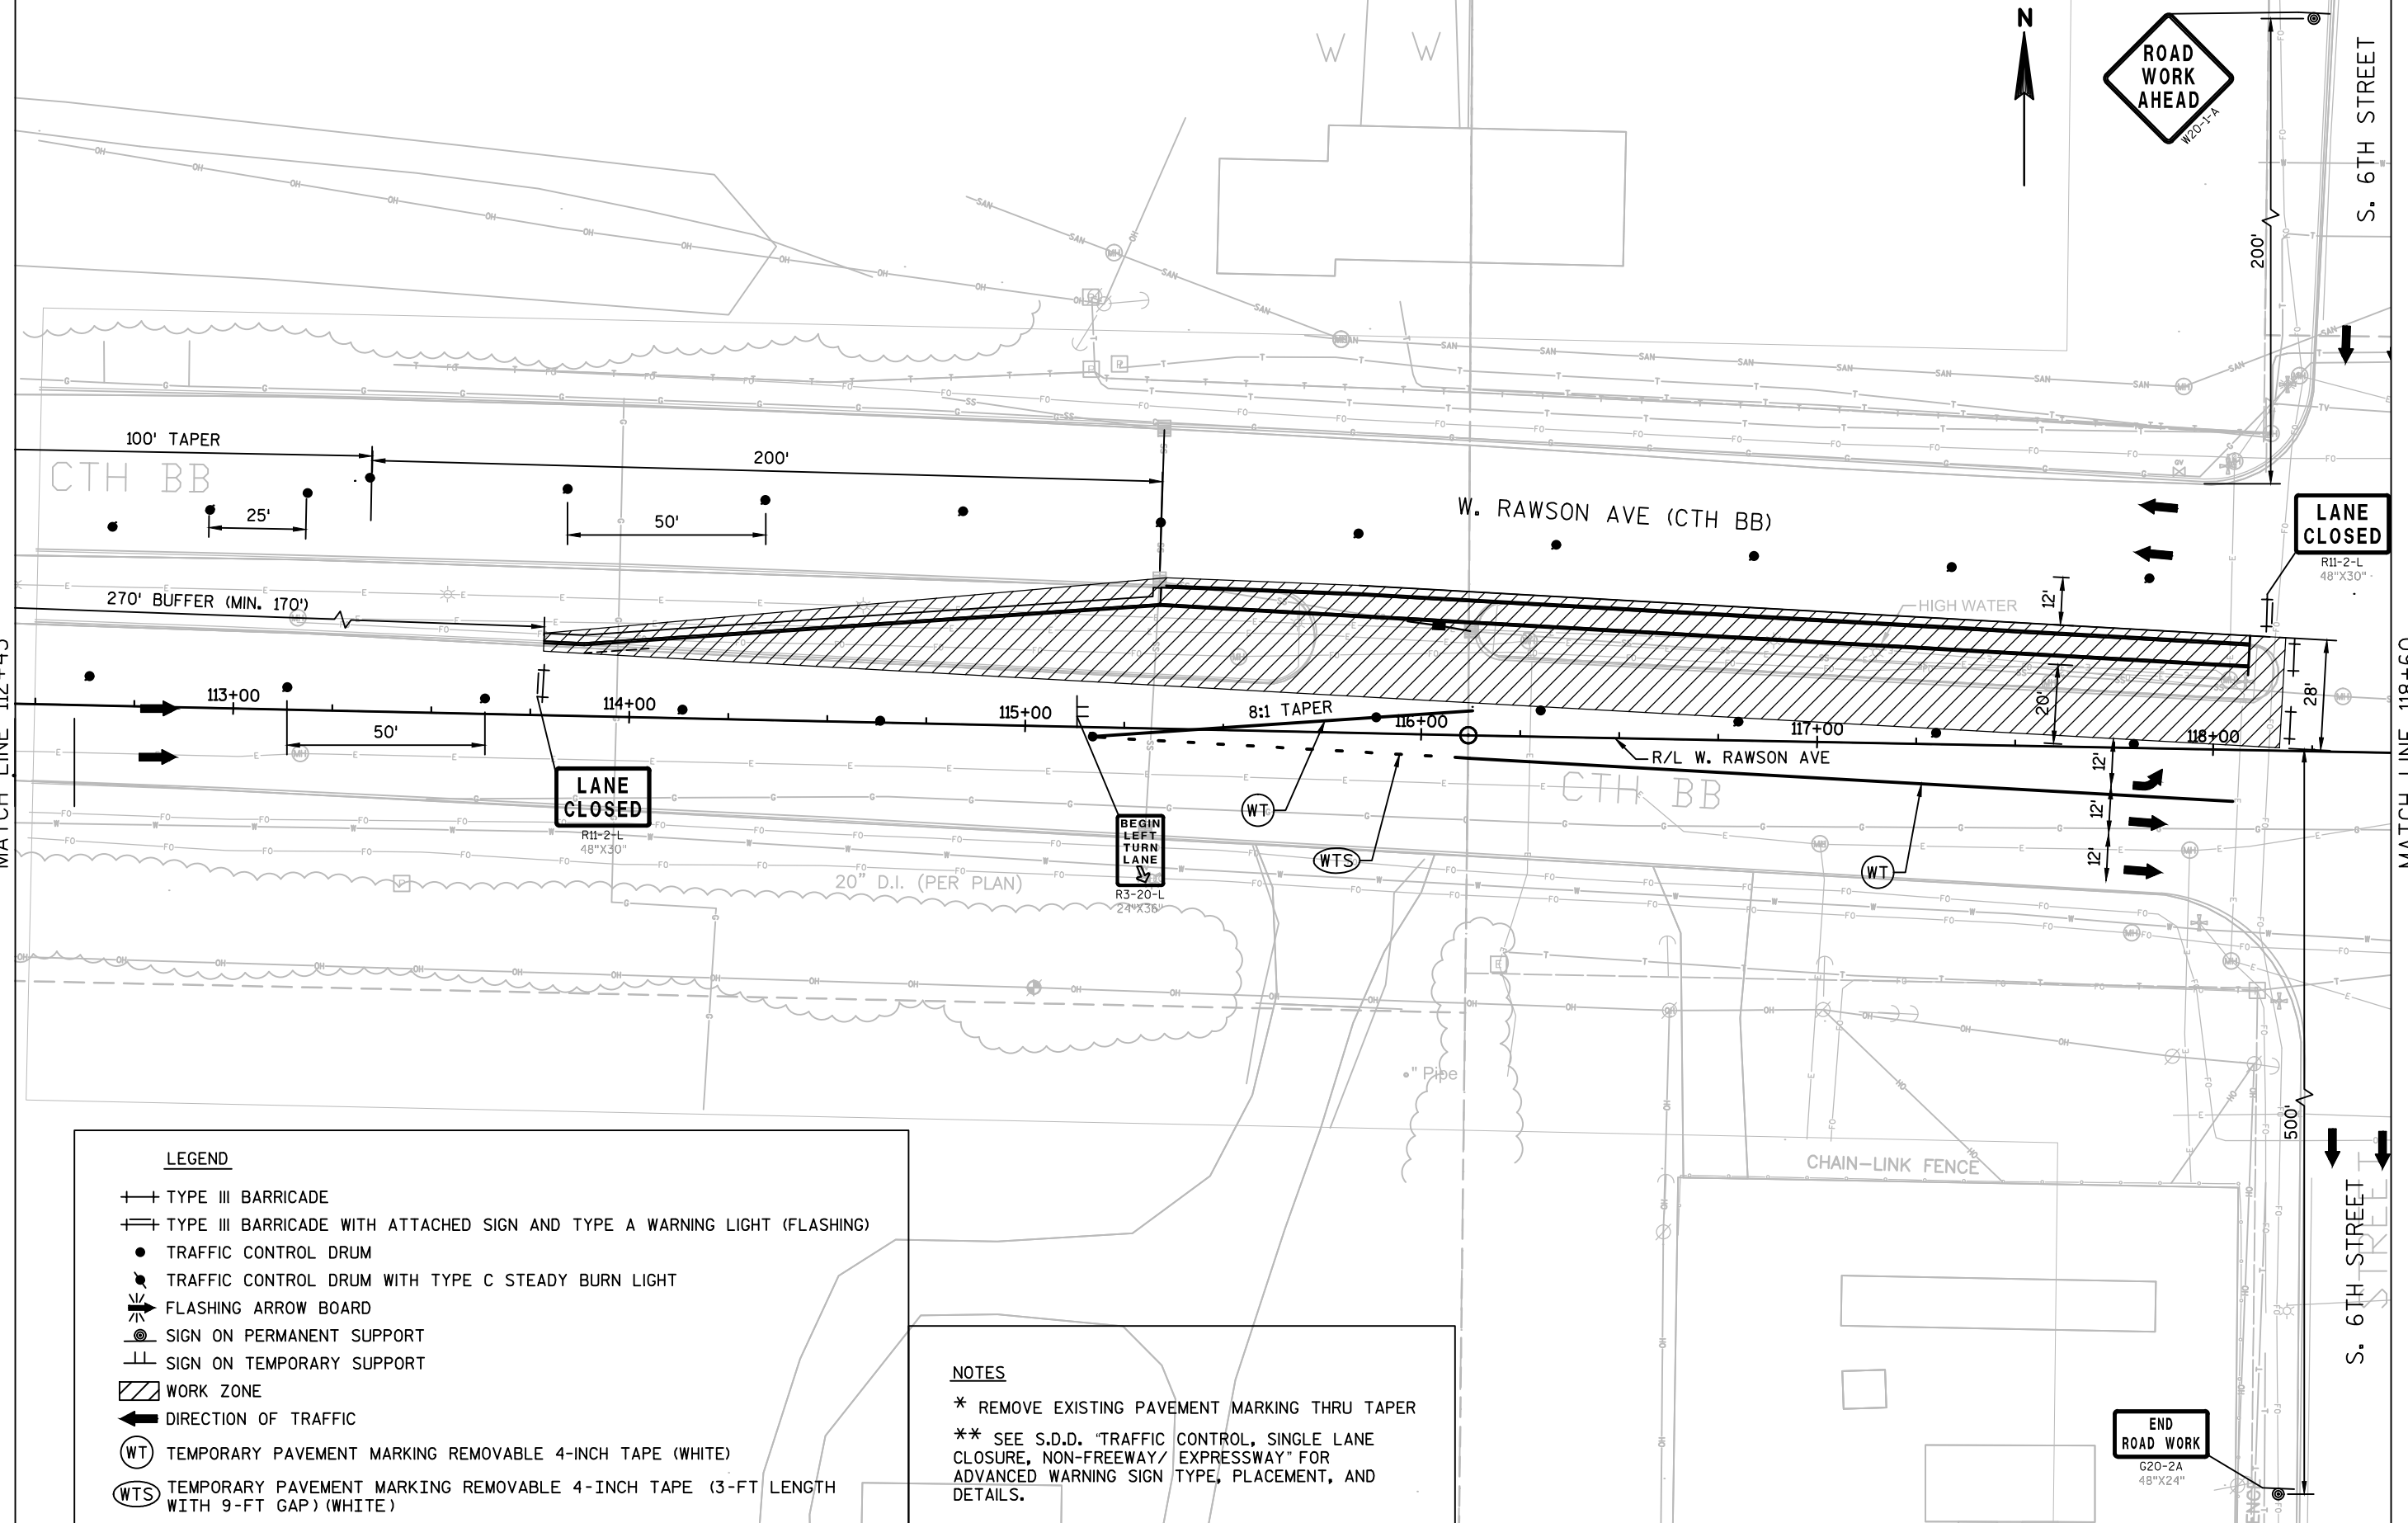 N
ROAD
WORK
AHEAD
W20-1-A
S. 6TH STREET
200'
W W
100' TAPER
200'
CTH BB
25'
50'
W. RAWSON AVE (CTH BB)
LANE
CLOSED
R11-2-L
48"X30"
270' BUFFER (MIN. 170')
HIGH WATER
12'
20'
28'
MATCH LINE 112+45
MATCH LINE 118+60
113+00
114+00
115+00
116+00
117+00
118+00
50'
8:1 TAPER
R/L W. RAWSON AVE
CTH BB
12'
12'
12'
LANE
CLOSED
R11-2-L
48"X30"
BEGIN
LEFT
TURN
LANE
R3-20-L
24"X36"
WT
WTS
WT
20" D.I. (PER PLAN)
" Pipe
500'
CHAIN-LINK FENCE
S. 6TH STREET
END
ROAD WORK
G20-2A
48"X24"
LEGEND
TYPE III BARRICADE
TYPE III BARRICADE WITH ATTACHED SIGN AND TYPE A WARNING LIGHT (FLASHING)
TRAFFIC CONTROL DRUM
TRAFFIC CONTROL DRUM WITH TYPE C STEADY BURN LIGHT
FLASHING ARROW BOARD
SIGN ON PERMANENT SUPPORT
SIGN ON TEMPORARY SUPPORT
WORK ZONE
DIRECTION OF TRAFFIC
WT TEMPORARY PAVEMENT MARKING REMOVABLE 4-INCH TAPE (WHITE)
WTS TEMPORARY PAVEMENT MARKING REMOVABLE 4-INCH TAPE (3-FT LENGTH
WITH 9-FT GAP) (WHITE)
NOTES
* REMOVE EXISTING PAVEMENT MARKING THRU TAPER
** SEE S.D.D. "TRAFFIC CONTROL, SINGLE LANE
CLOSURE, NON-FREEWAY/ EXPRESSWAY" FOR
ADVANCED WARNING SIGN TYPE, PLACEMENT, AND
DETAILS.